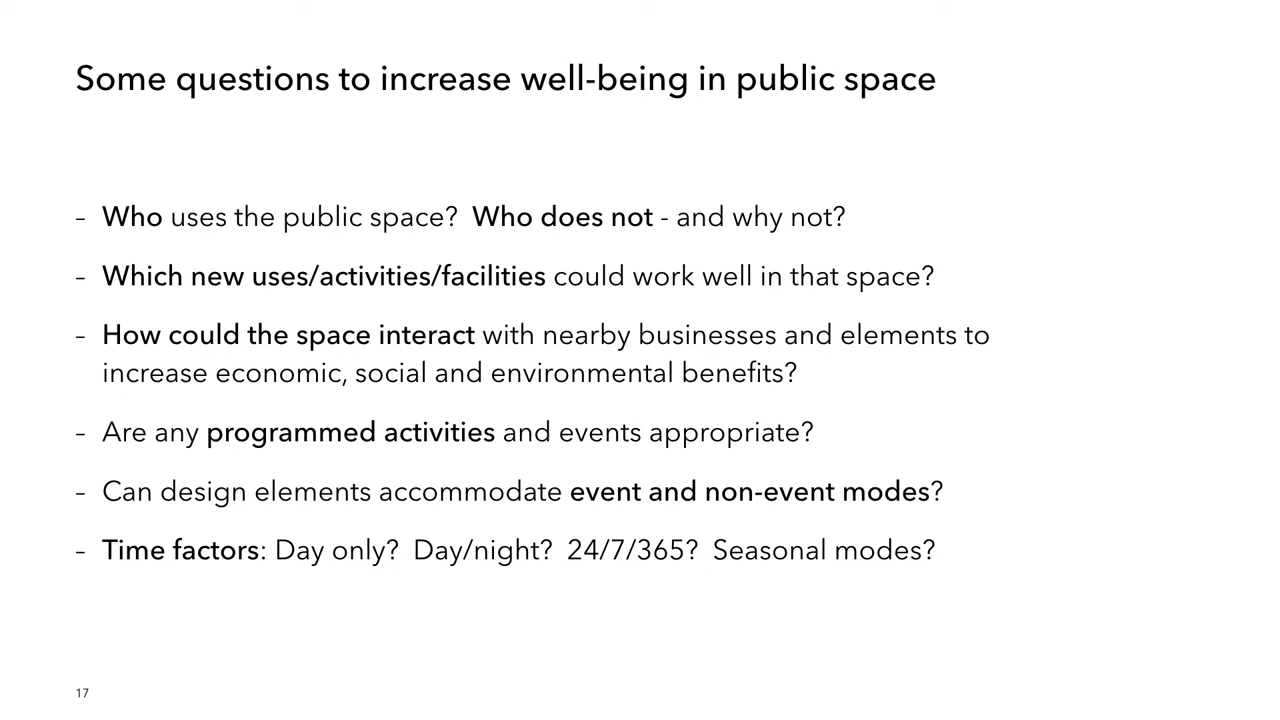 Some questions to increase well-being in public space
– Who uses the public space?  Who does not - and why not?
– Which new uses/activities/facilities could work well in that space?
– How could the space interact with nearby businesses and elements to
increase economic, social and environmental benefits?
– Are any programmed activities and events appropriate?
– Can design elements accommodate event and non-event modes?
– Time factors: Day only?  Day/night?  24/7/365?  Seasonal modes?
17